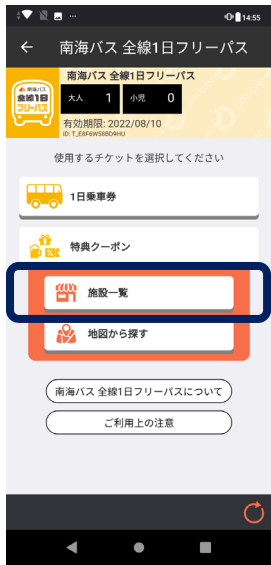 14:55
南海バス 全線1日フリーパス
南海バス 全線1日フリーパス
南海バス
全線1日
フリーパス
大人 1 小児 0
有効期限: 2022/08/10
使用するチケットを選択してください
1日乗車券
特典クーポン
施設一覧
地図から探す
南海バス 全線1日フリーパスについて
ご利用上の注意